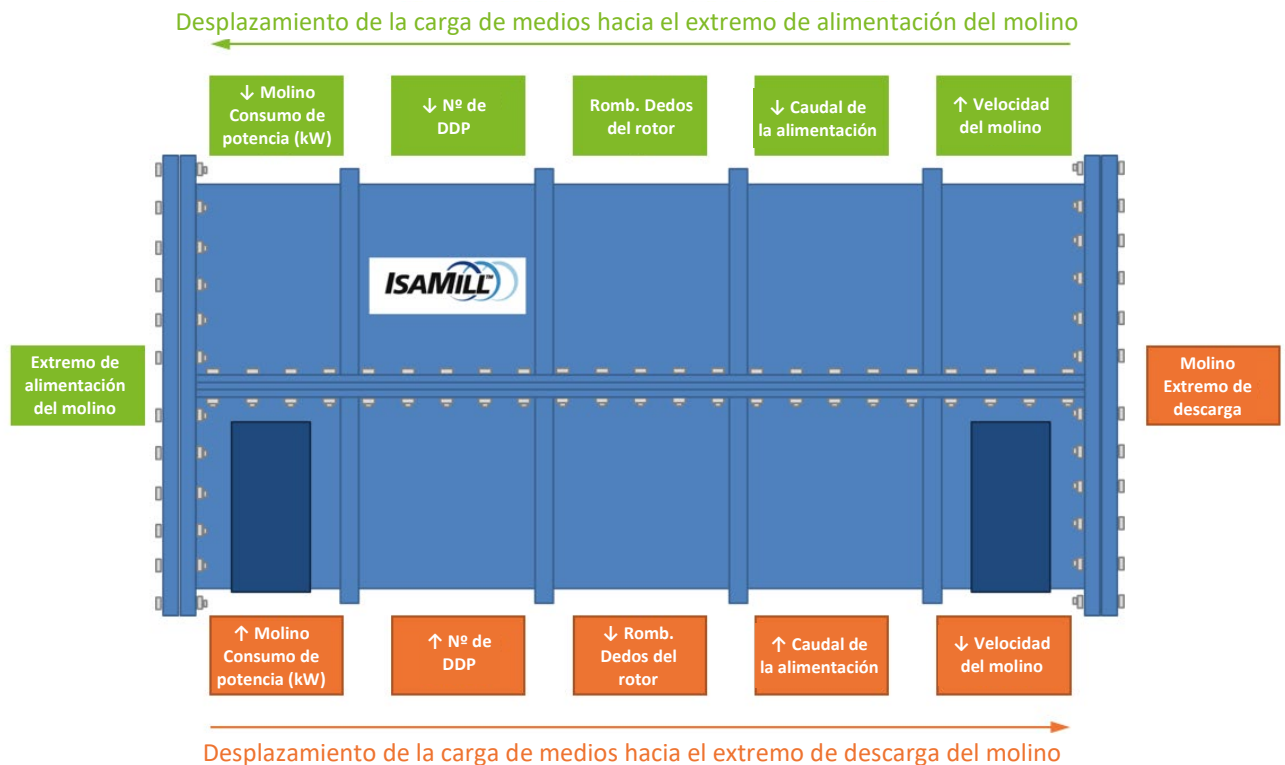 Desplazamiento de la carga de medios hacia el extremo de alimentación del molino
↓ Molino
Consumo de
potencia (kW)
↓ Nº de
DDP
Romb. Dedos
del rotor
↓ Caudal de
la alimentación
↑ Velocidad
del molino
ISAMILL™
Extremo de
alimentación
del molino
Molino
Extremo de
descarga
↑ Molino
Consumo de
potencia (kW)
↑ Nº de
DDP
↓ Romb.
Dedos del
rotor
↑ Caudal de
la alimentación
↓ Velocidad
del molino
Desplazamiento de la carga de medios hacia el extremo de descarga del molino